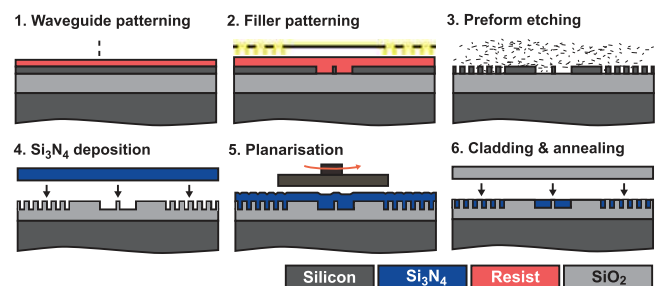 1. Waveguide patterning
2. Filler patterning
3. Preform etching
4. Si₃N₄ deposition
5. Planarisation
6. Cladding & annealing
Silicon
Si₃N₄
Resist
SiO₂